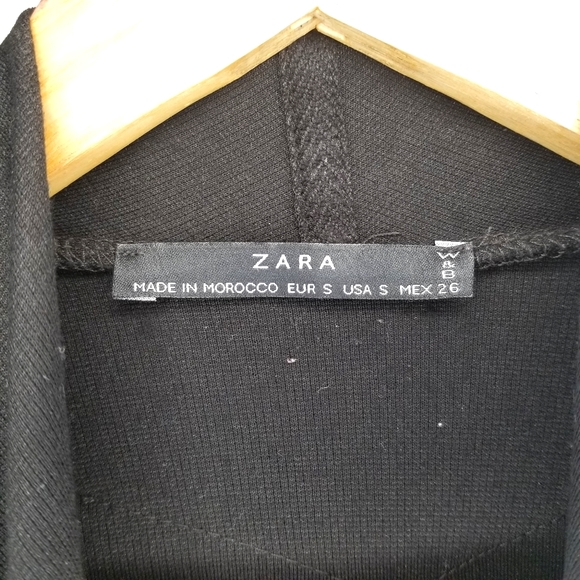 ZARA
MADE IN MOROCCO EUR S USA S MEX 26
W&B